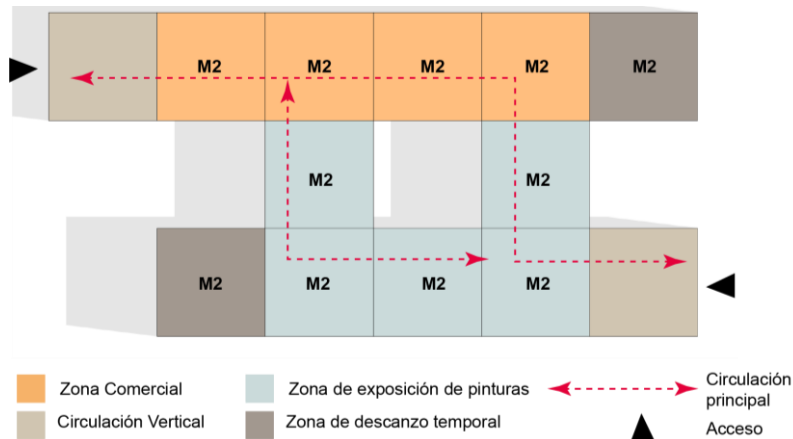 M2 M2 M2 M2 M2
M2 M2
M2 M2 M2 M2
Zona Comercial
Zona de exposición de pinturas
Circulación
principal
Circulación Vertical
Zona de descanzo temporal
Acceso